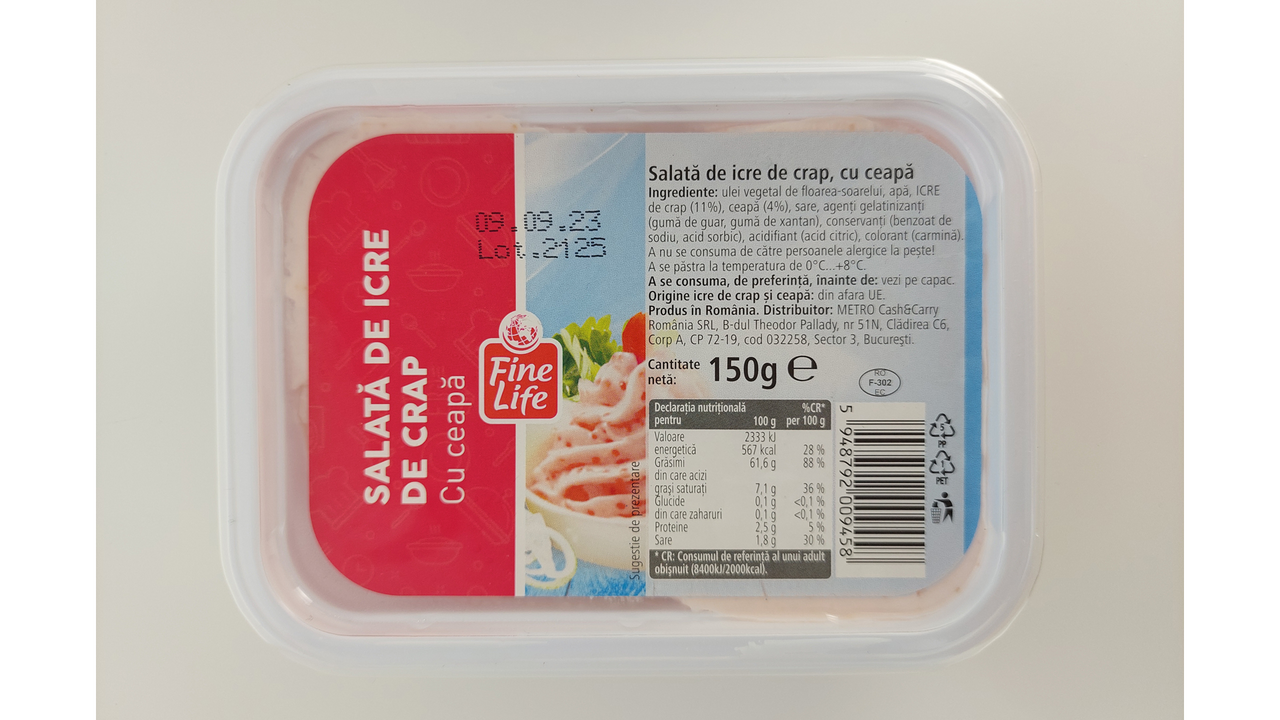 SALATĂ DE ICRE
DE CRAP
Cu ceapă
09.09.23
Lot.2125
Fine
Life
Sugestie de prezentare
Salată de icre de crap, cu ceapă
Ingrediente: ulei vegetal de floarea-soarelui, apă, ICRE
de crap (11%), ceapă (4%), sare, agenți gelatinizanți
(gumă de guar, gumă de xantan), conservanți (benzoat de
sodiu, acid sorbic), acidifiant (acid citric), colorant (carmină).
A nu se consuma de către persoanele alergice la pește!
A se păstra la temperatura de 0°C...+8°C.
A se consuma, de preferință, înainte de: vezi pe capac.
Origine icre de crap și ceapă: din afara UE.
Produs în România. Distribuitor: METRO Cash&Carry
România SRL, B-dul Theodor Pallady, nr 51N, Clădirea C6,
Corp A, CP 72-19, cod 032258, Sector 3, București.
Cantitate
netă:
150g ℮
RO
F-302
EC
Declarația nutrițională %CR*
pentru 100 g per 100 g
Valoare 2333 kJ
energetică 567 kcal 28 %
Grăsimi 61,6 g 88 %
din care acizi
grași saturați 7,1 g 36 %
Glucide 0,1 g <0,1 %
din care zaharuri 0,1 g <0,1 %
Proteine 2,5 g 5 %
Sare 1,8 g 30 %
* CR: Consumul de referință al unui adult
obișnuit (8400kJ/2000kcal).
5 948792 009458
5
PP
1
PET